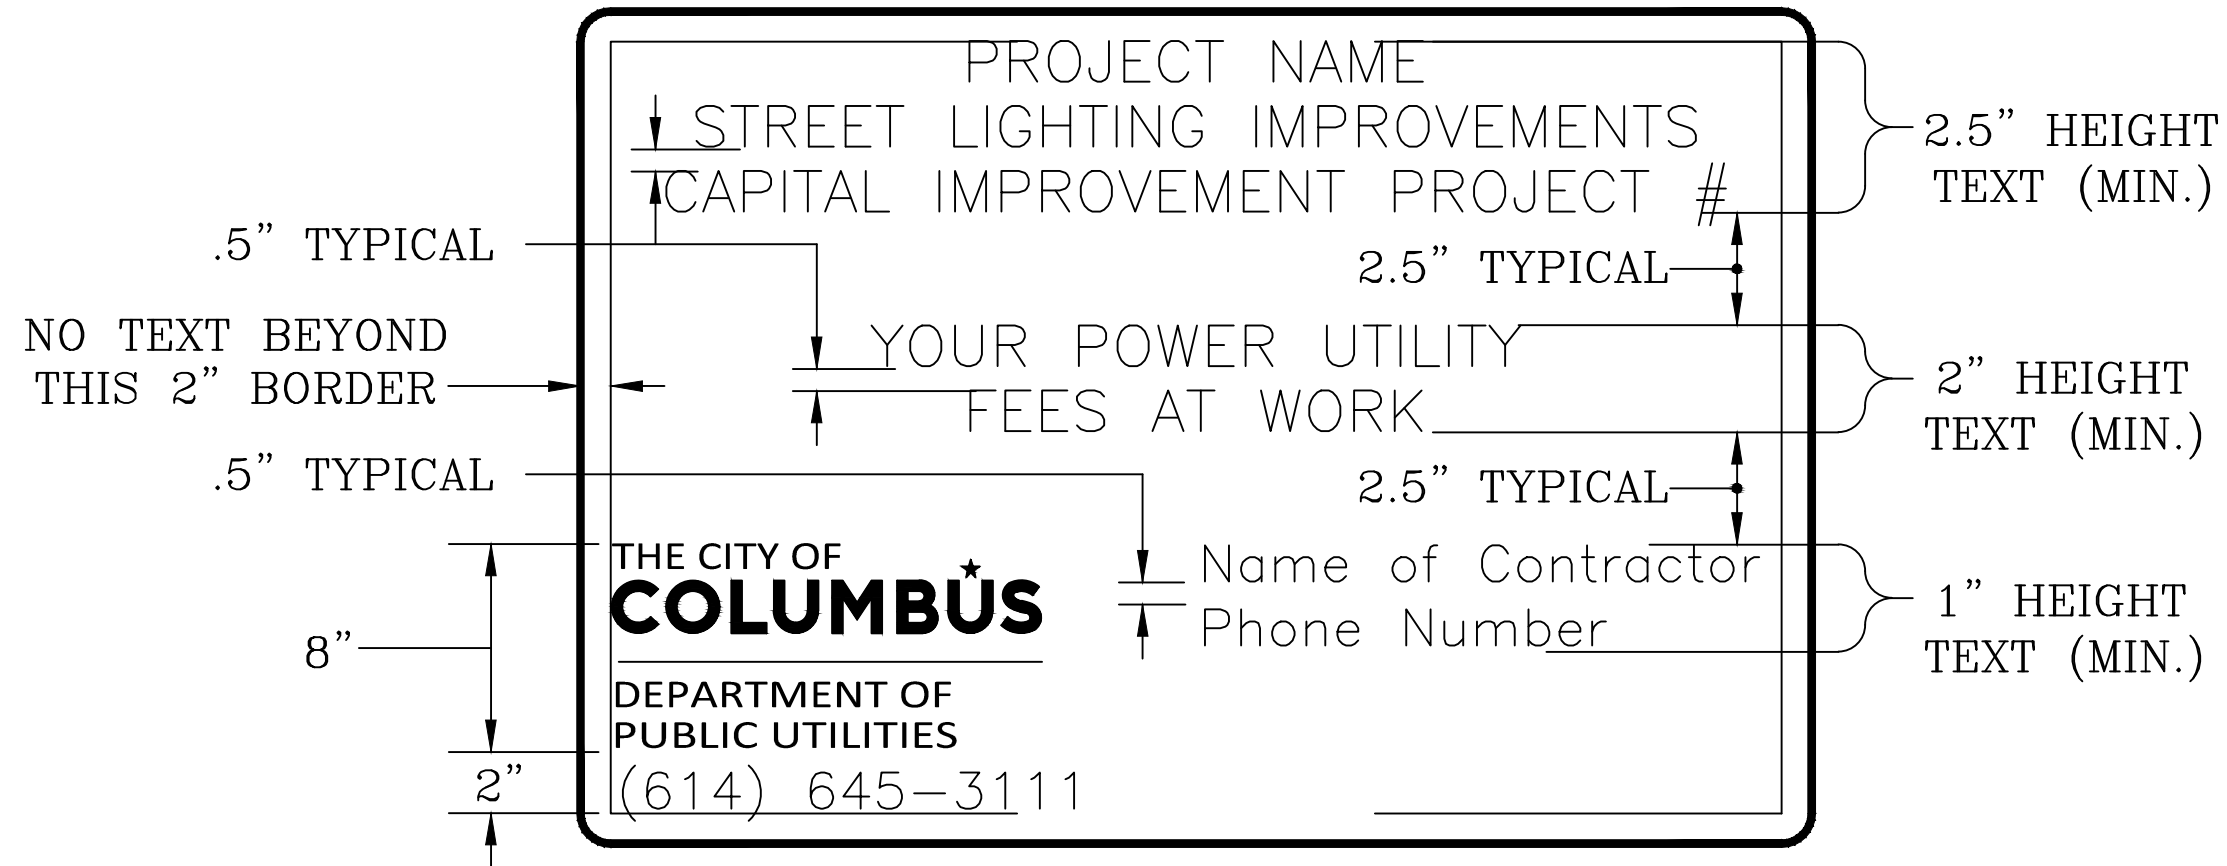 PROJECT NAME
STREET LIGHTING IMPROVEMENTS
CAPITAL IMPROVEMENT PROJECT #
2.5” HEIGHT
TEXT (MIN.)
.5” TYPICAL
2.5” TYPICAL
NO TEXT BEYOND
THIS 2” BORDER
YOUR POWER UTILITY
FEES AT WORK
2” HEIGHT
TEXT (MIN.)
.5” TYPICAL
2.5” TYPICAL
THE CITY OF
COLUMBUS
DEPARTMENT OF
PUBLIC UTILITIES
(614) 645-3111
8”
2”
Name of Contractor
Phone Number
1” HEIGHT
TEXT (MIN.)